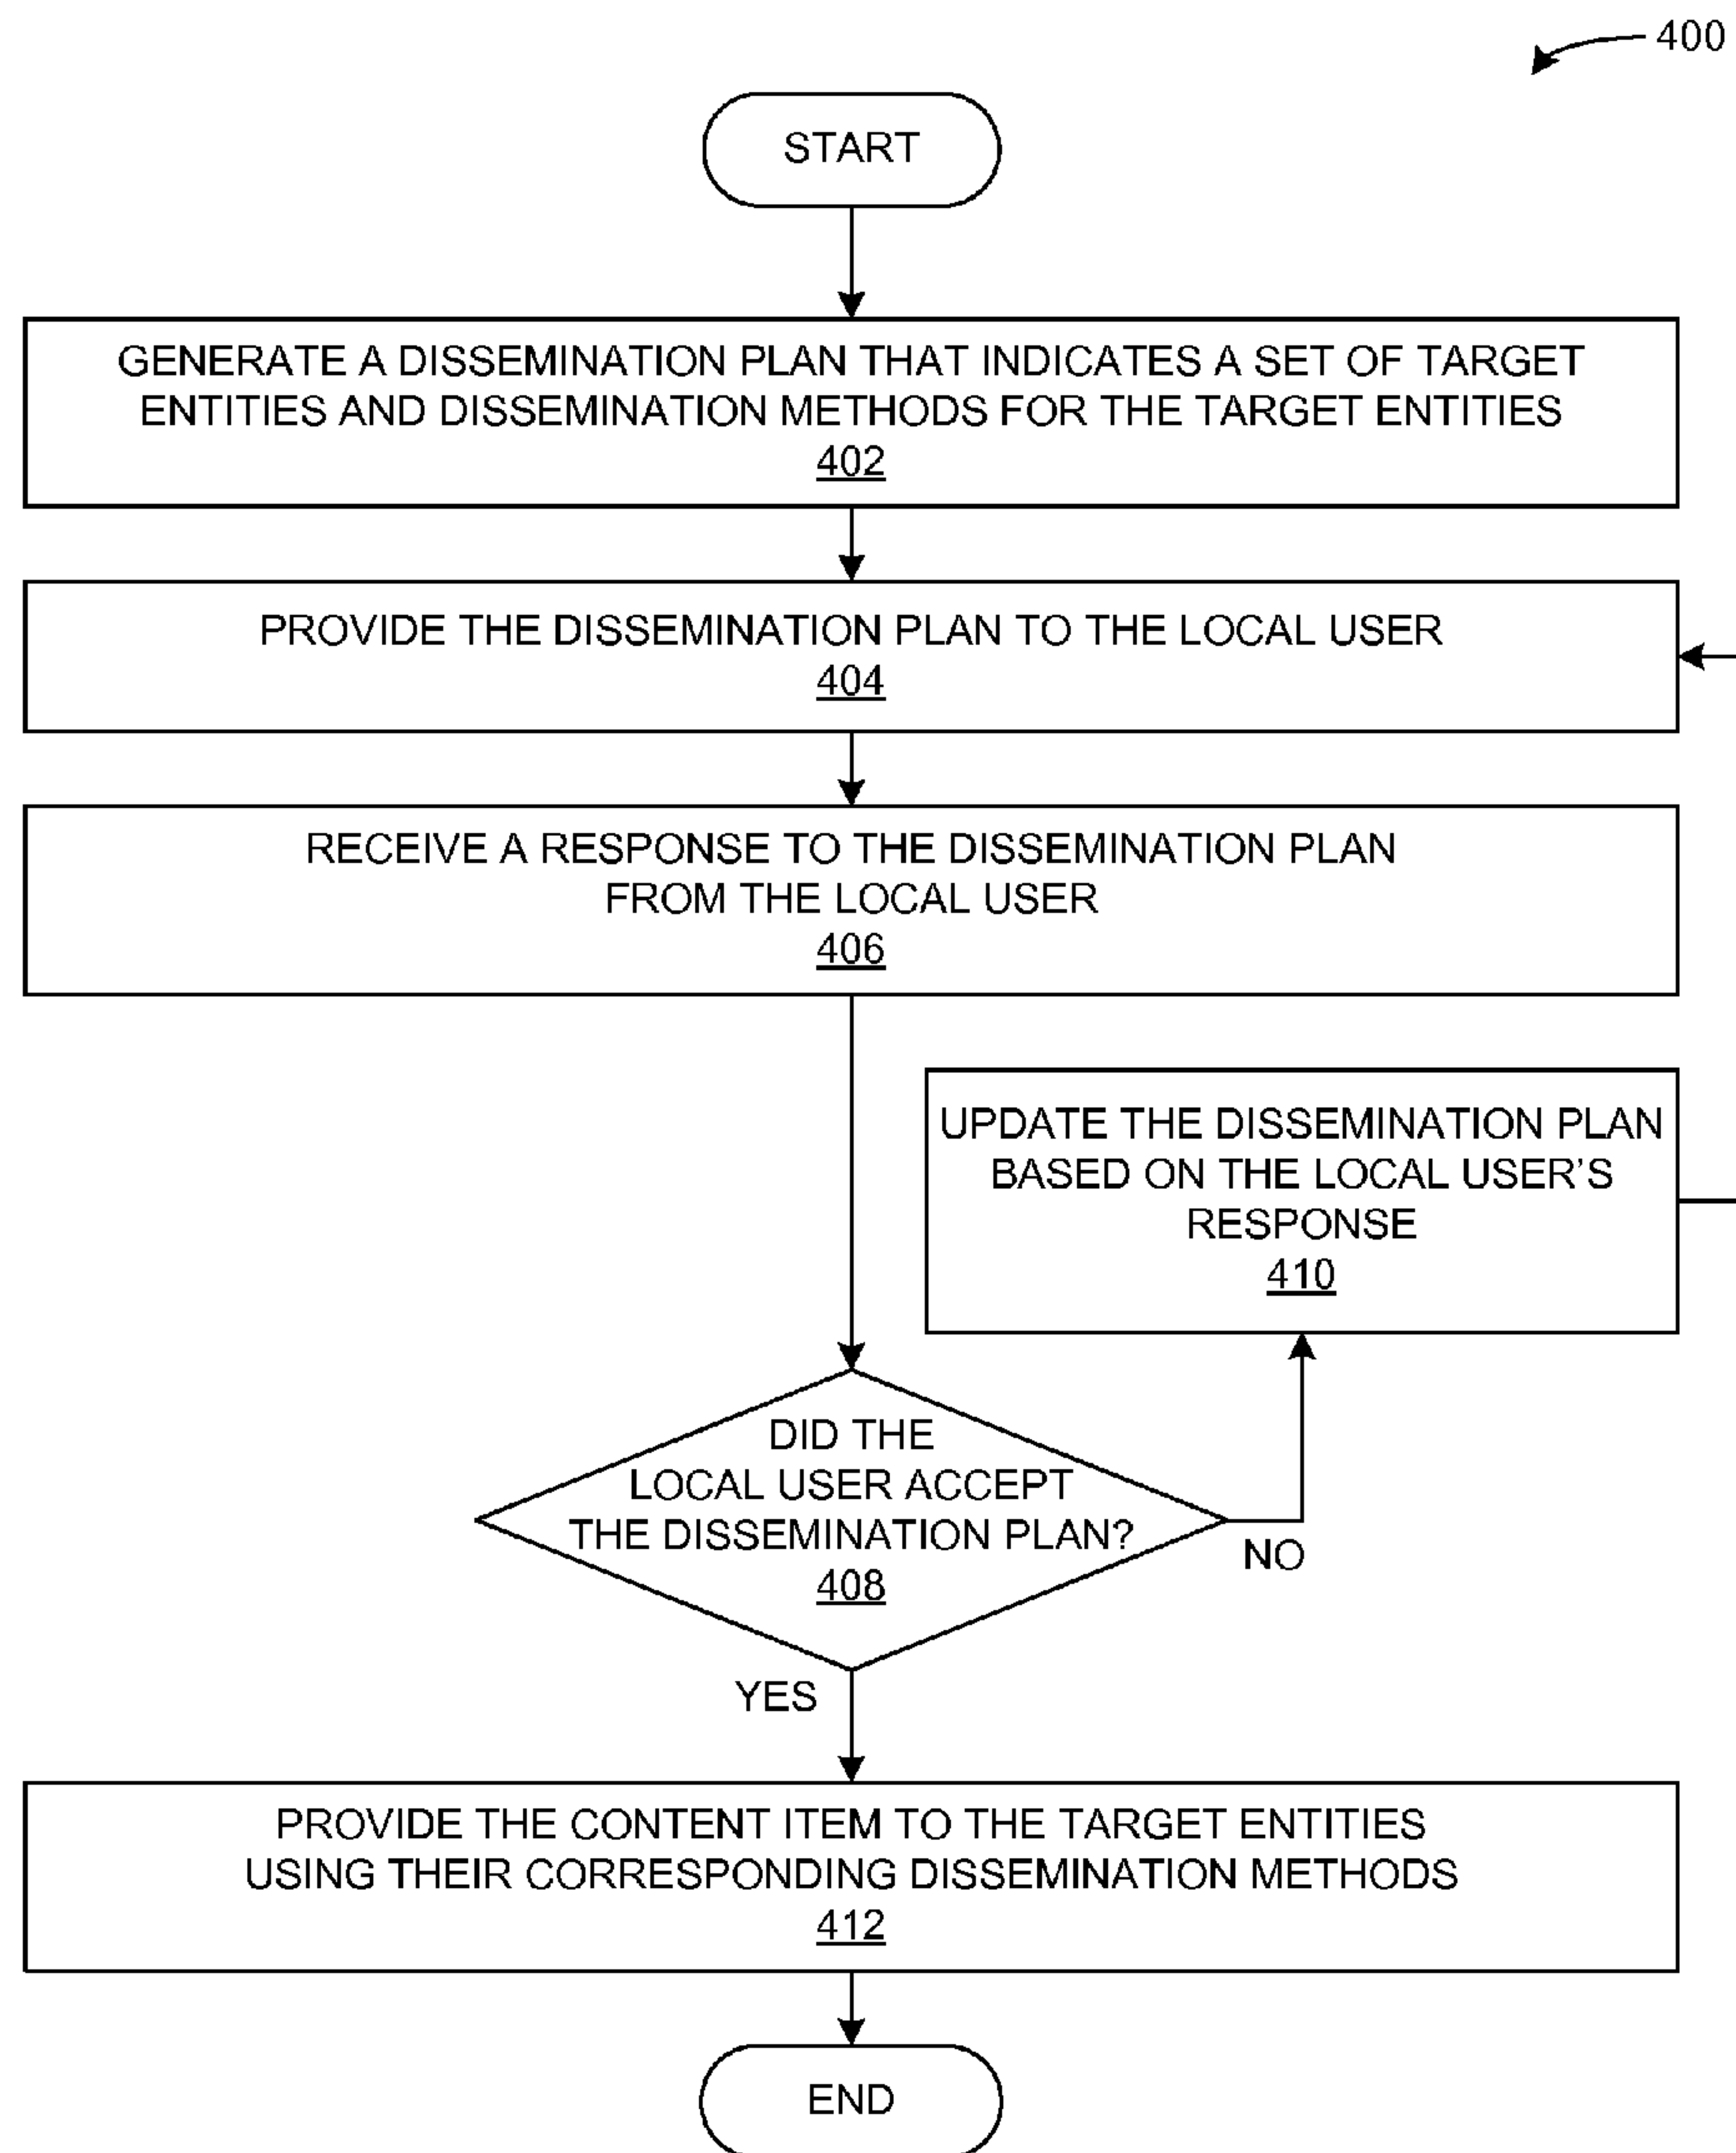 400
START
GENERATE A DISSEMINATION PLAN THAT INDICATES A SET OF TARGET
ENTITIES AND DISSEMINATION METHODS FOR THE TARGET ENTITIES
402
PROVIDE THE DISSEMINATION PLAN TO THE LOCAL USER
404
RECEIVE A RESPONSE TO THE DISSEMINATION PLAN
FROM THE LOCAL USER
406
UPDATE THE DISSEMINATION PLAN
BASED ON THE LOCAL USER'S
RESPONSE
410
DID THE
LOCAL USER ACCEPT
THE DISSEMINATION PLAN?
408
NO
YES
PROVIDE THE CONTENT ITEM TO THE TARGET ENTITIES
USING THEIR CORRESPONDING DISSEMINATION METHODS
412
END